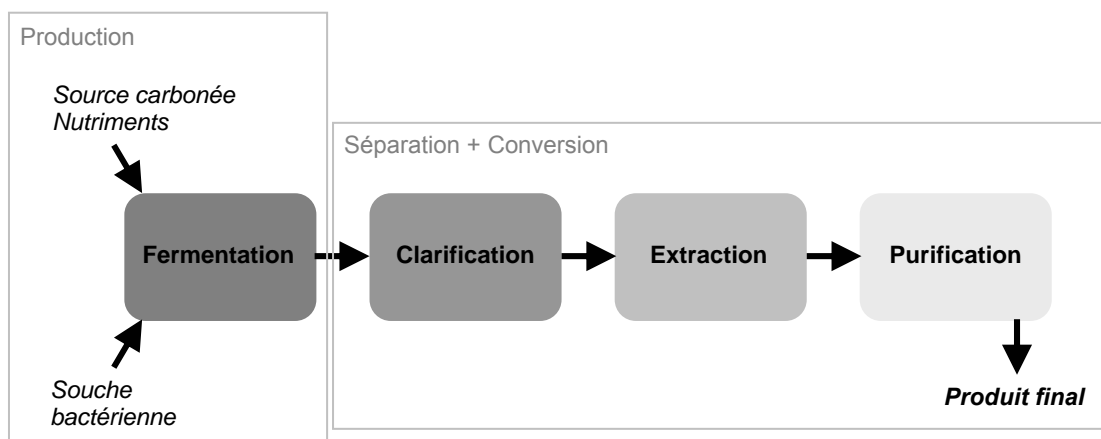 Production
Source carbonée
Nutriments
Séparation + Conversion
Fermentation
Clarification
Extraction
Purification
Souche
bactérienne
Produit final